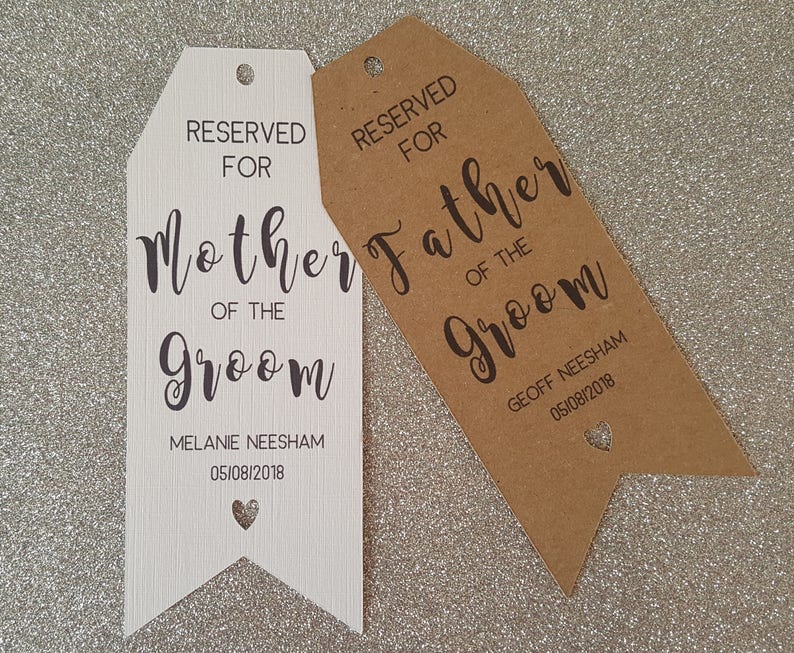 RESERVED
FOR
Mother
OF THE
Groom
MELANIE NEESHAM
05/08/2018
RESERVED
FOR
Father
OF THE
Groom
GEOFF NEESHAM
05/08/2018